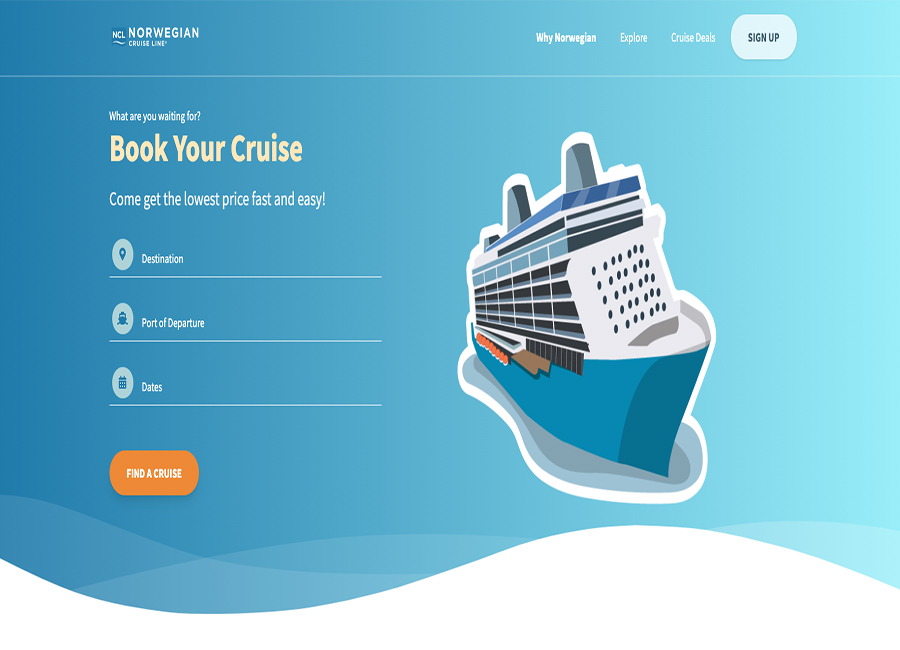 NCL NORWEGIAN
CRUISE LINE®
Why Norwegian
Explore
Cruise Deals
SIGN UP
What are you waiting for?
Book Your Cruise
Come get the lowest price fast and easy!
Destination
Port of Departure
Dates
FIND A CRUISE